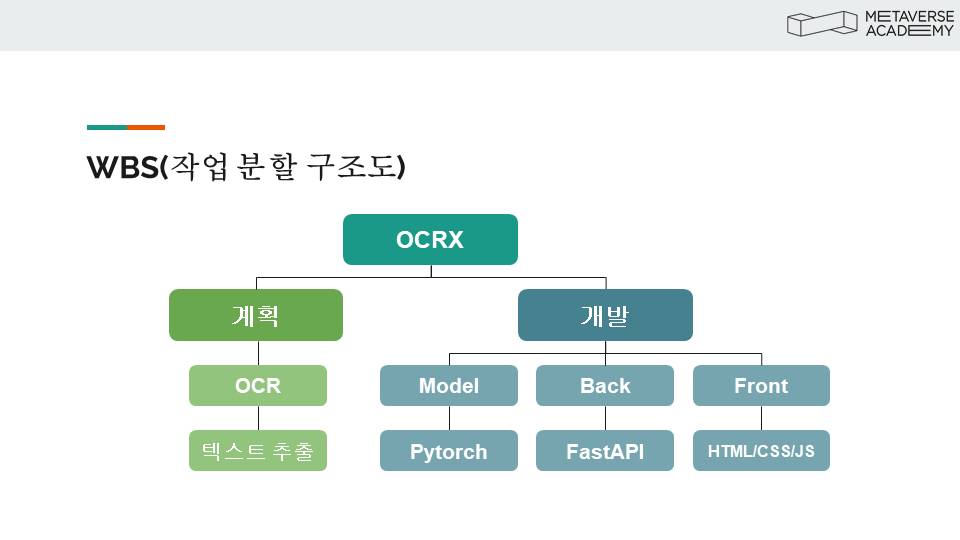 METAVERSE
ACADEMY
WBS(작업 분할 구조도)
OCRX
계획
개발
OCR
Model
Back
Front
텍스트 추출
Pytorch
FastAPI
HTML/CSS/JS